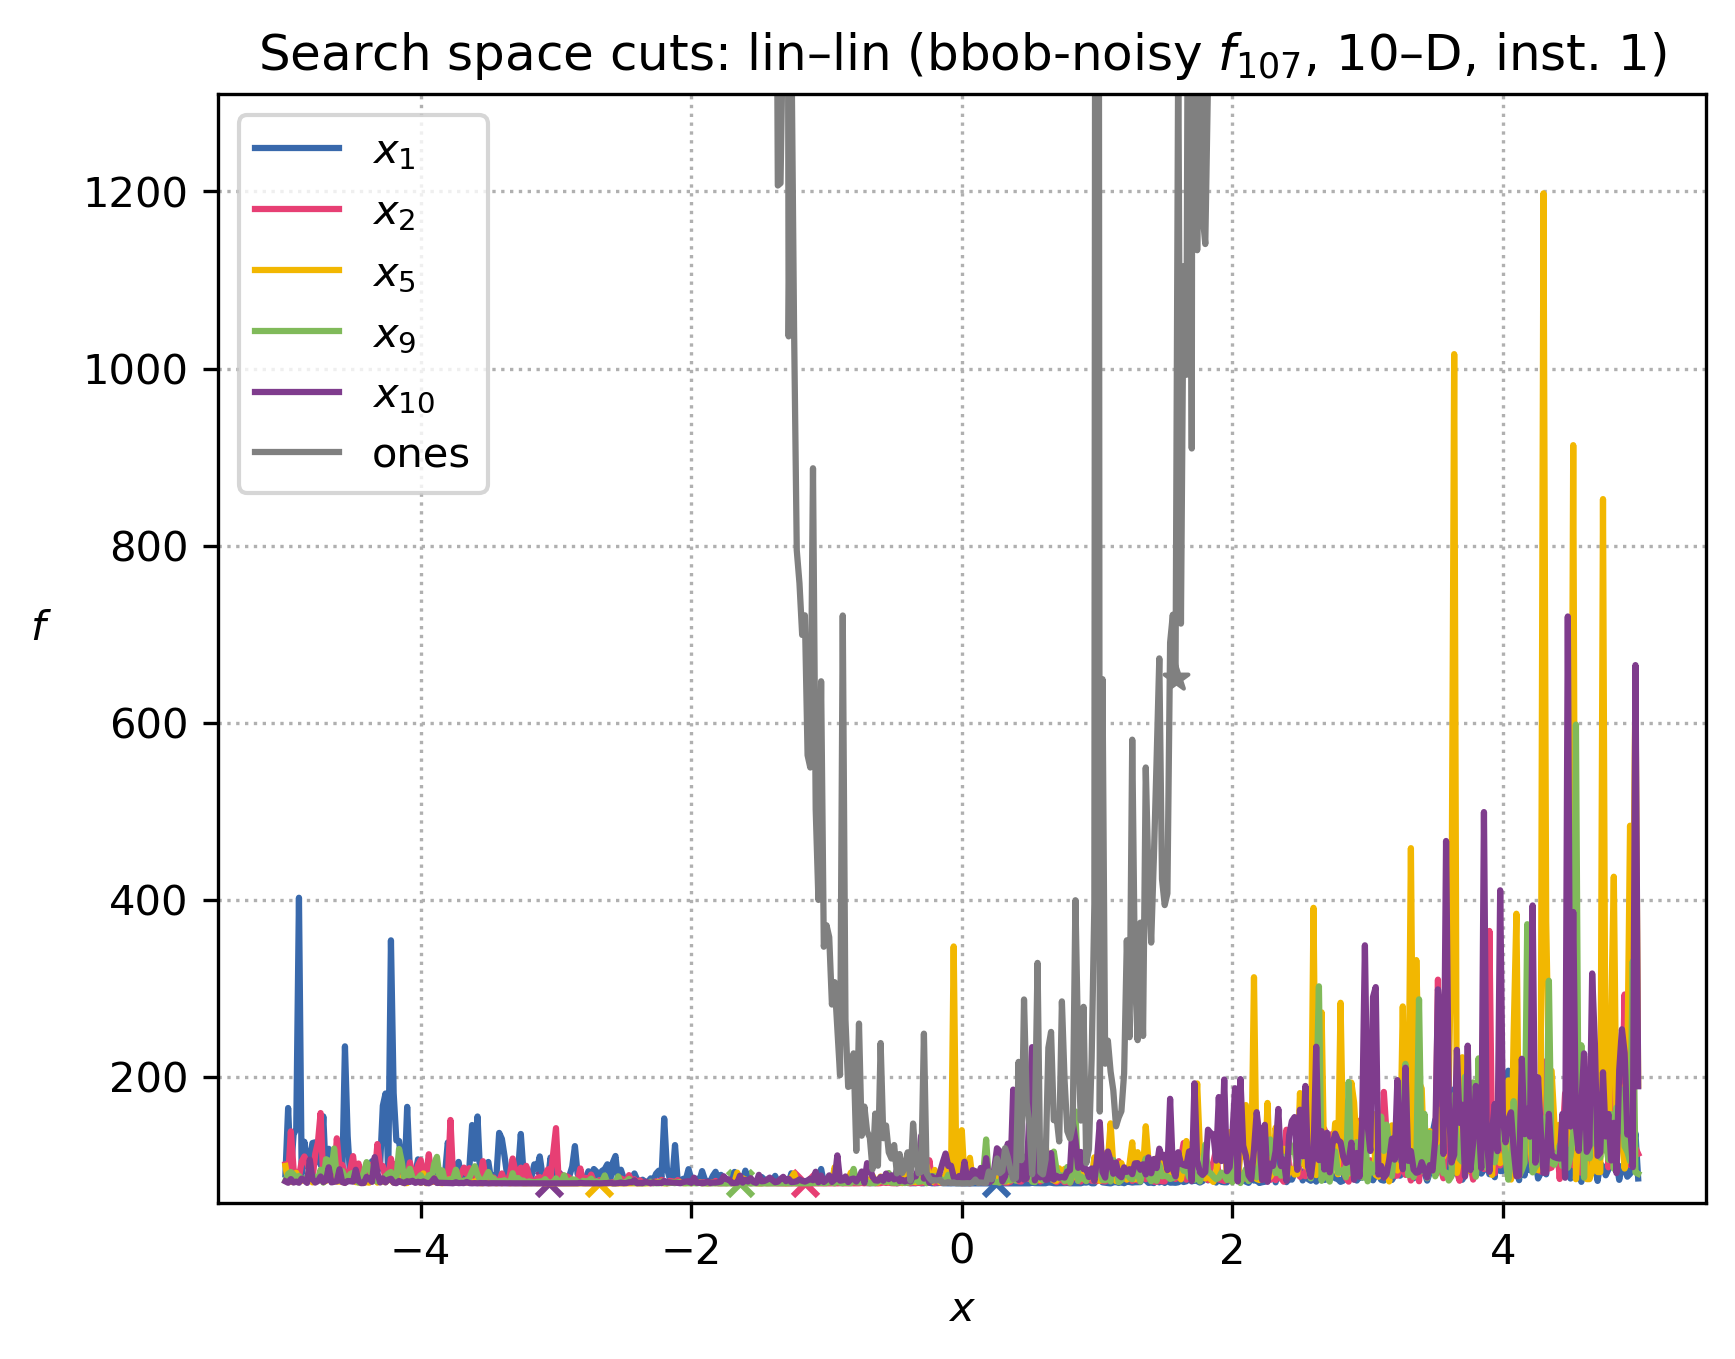 Search space cuts: lin–lin (bbob-noisy f₁₀₇, 10–D, inst. 1)
x₁
x₂
x₅
x₉
x₁₀
ones
1200
1000
800
600
400
200
f
−4
−2
0
2
4
x